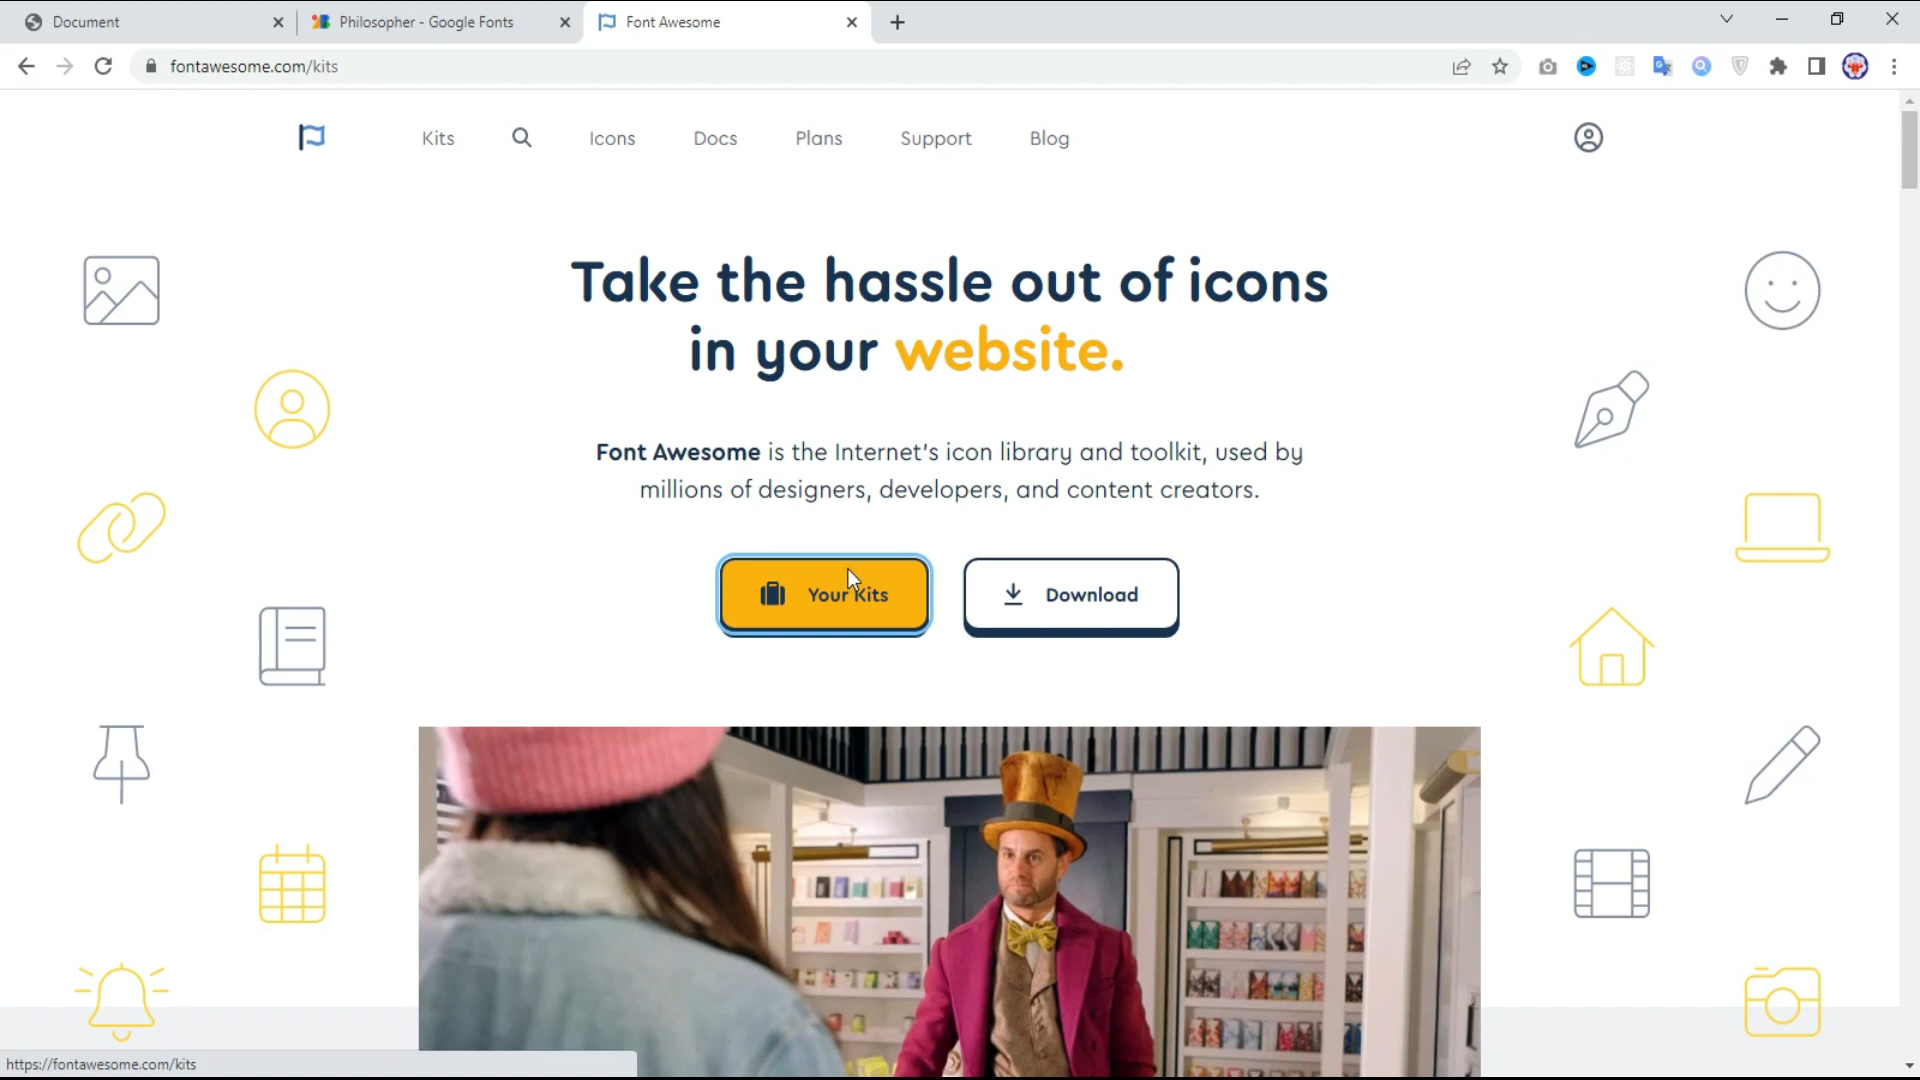 Document
Philosopher - Google Fonts
Font Awesome
fontawesome.com/kits
Kits
Icons
Docs
Plans
Support
Blog
Take the hassle out of icons
in your website.
Font Awesome is the Internet's icon library and toolkit, used by
millions of designers, developers, and content creators.
Your Kits
Download
https://fontawesome.com/kits